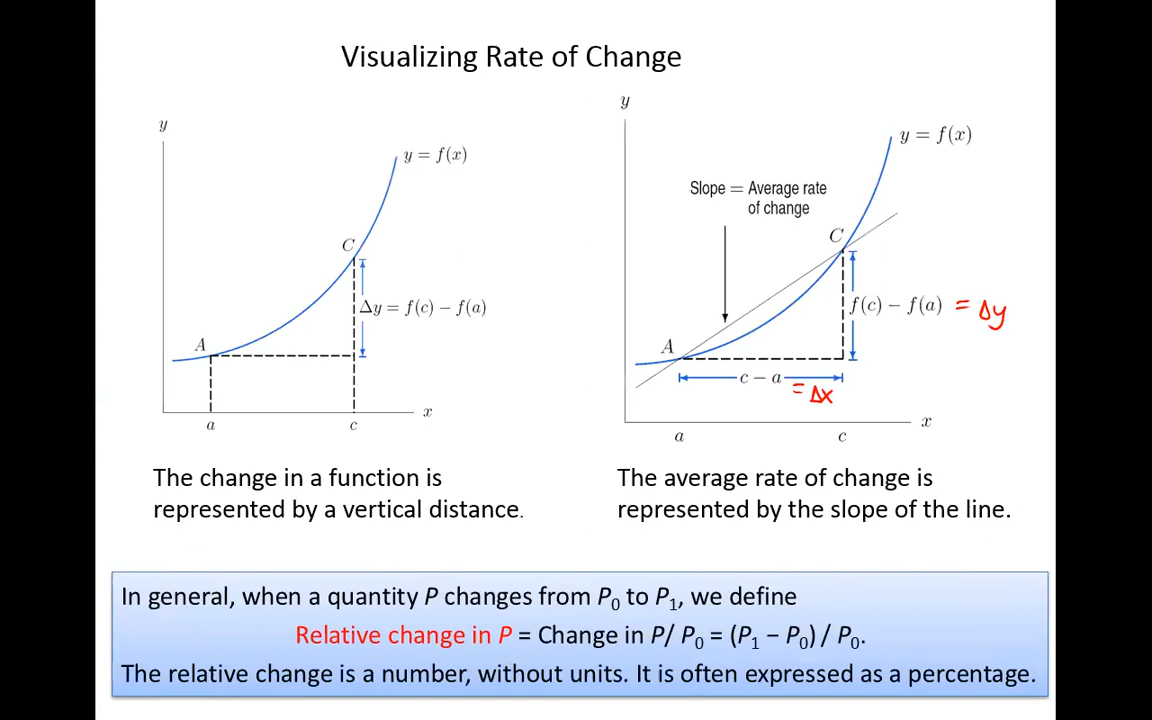 Visualizing Rate of Change
y
y = f(x)
C
Δy = f(c) − f(a)
A
x
a
c
y
y = f(x)
Slope = Average rate
of change
C
f(c) − f(a) = Δy
A
c − a
= Δx
x
a
c
The change in a function is
represented by a vertical distance.
The average rate of change is
represented by the slope of the line.
In general, when a quantity P changes from P₀ to P₁, we define
Relative change in P = Change in P/ P₀ = (P₁ − P₀) / P₀.
The relative change is a number, without units. It is often expressed as a percentage.